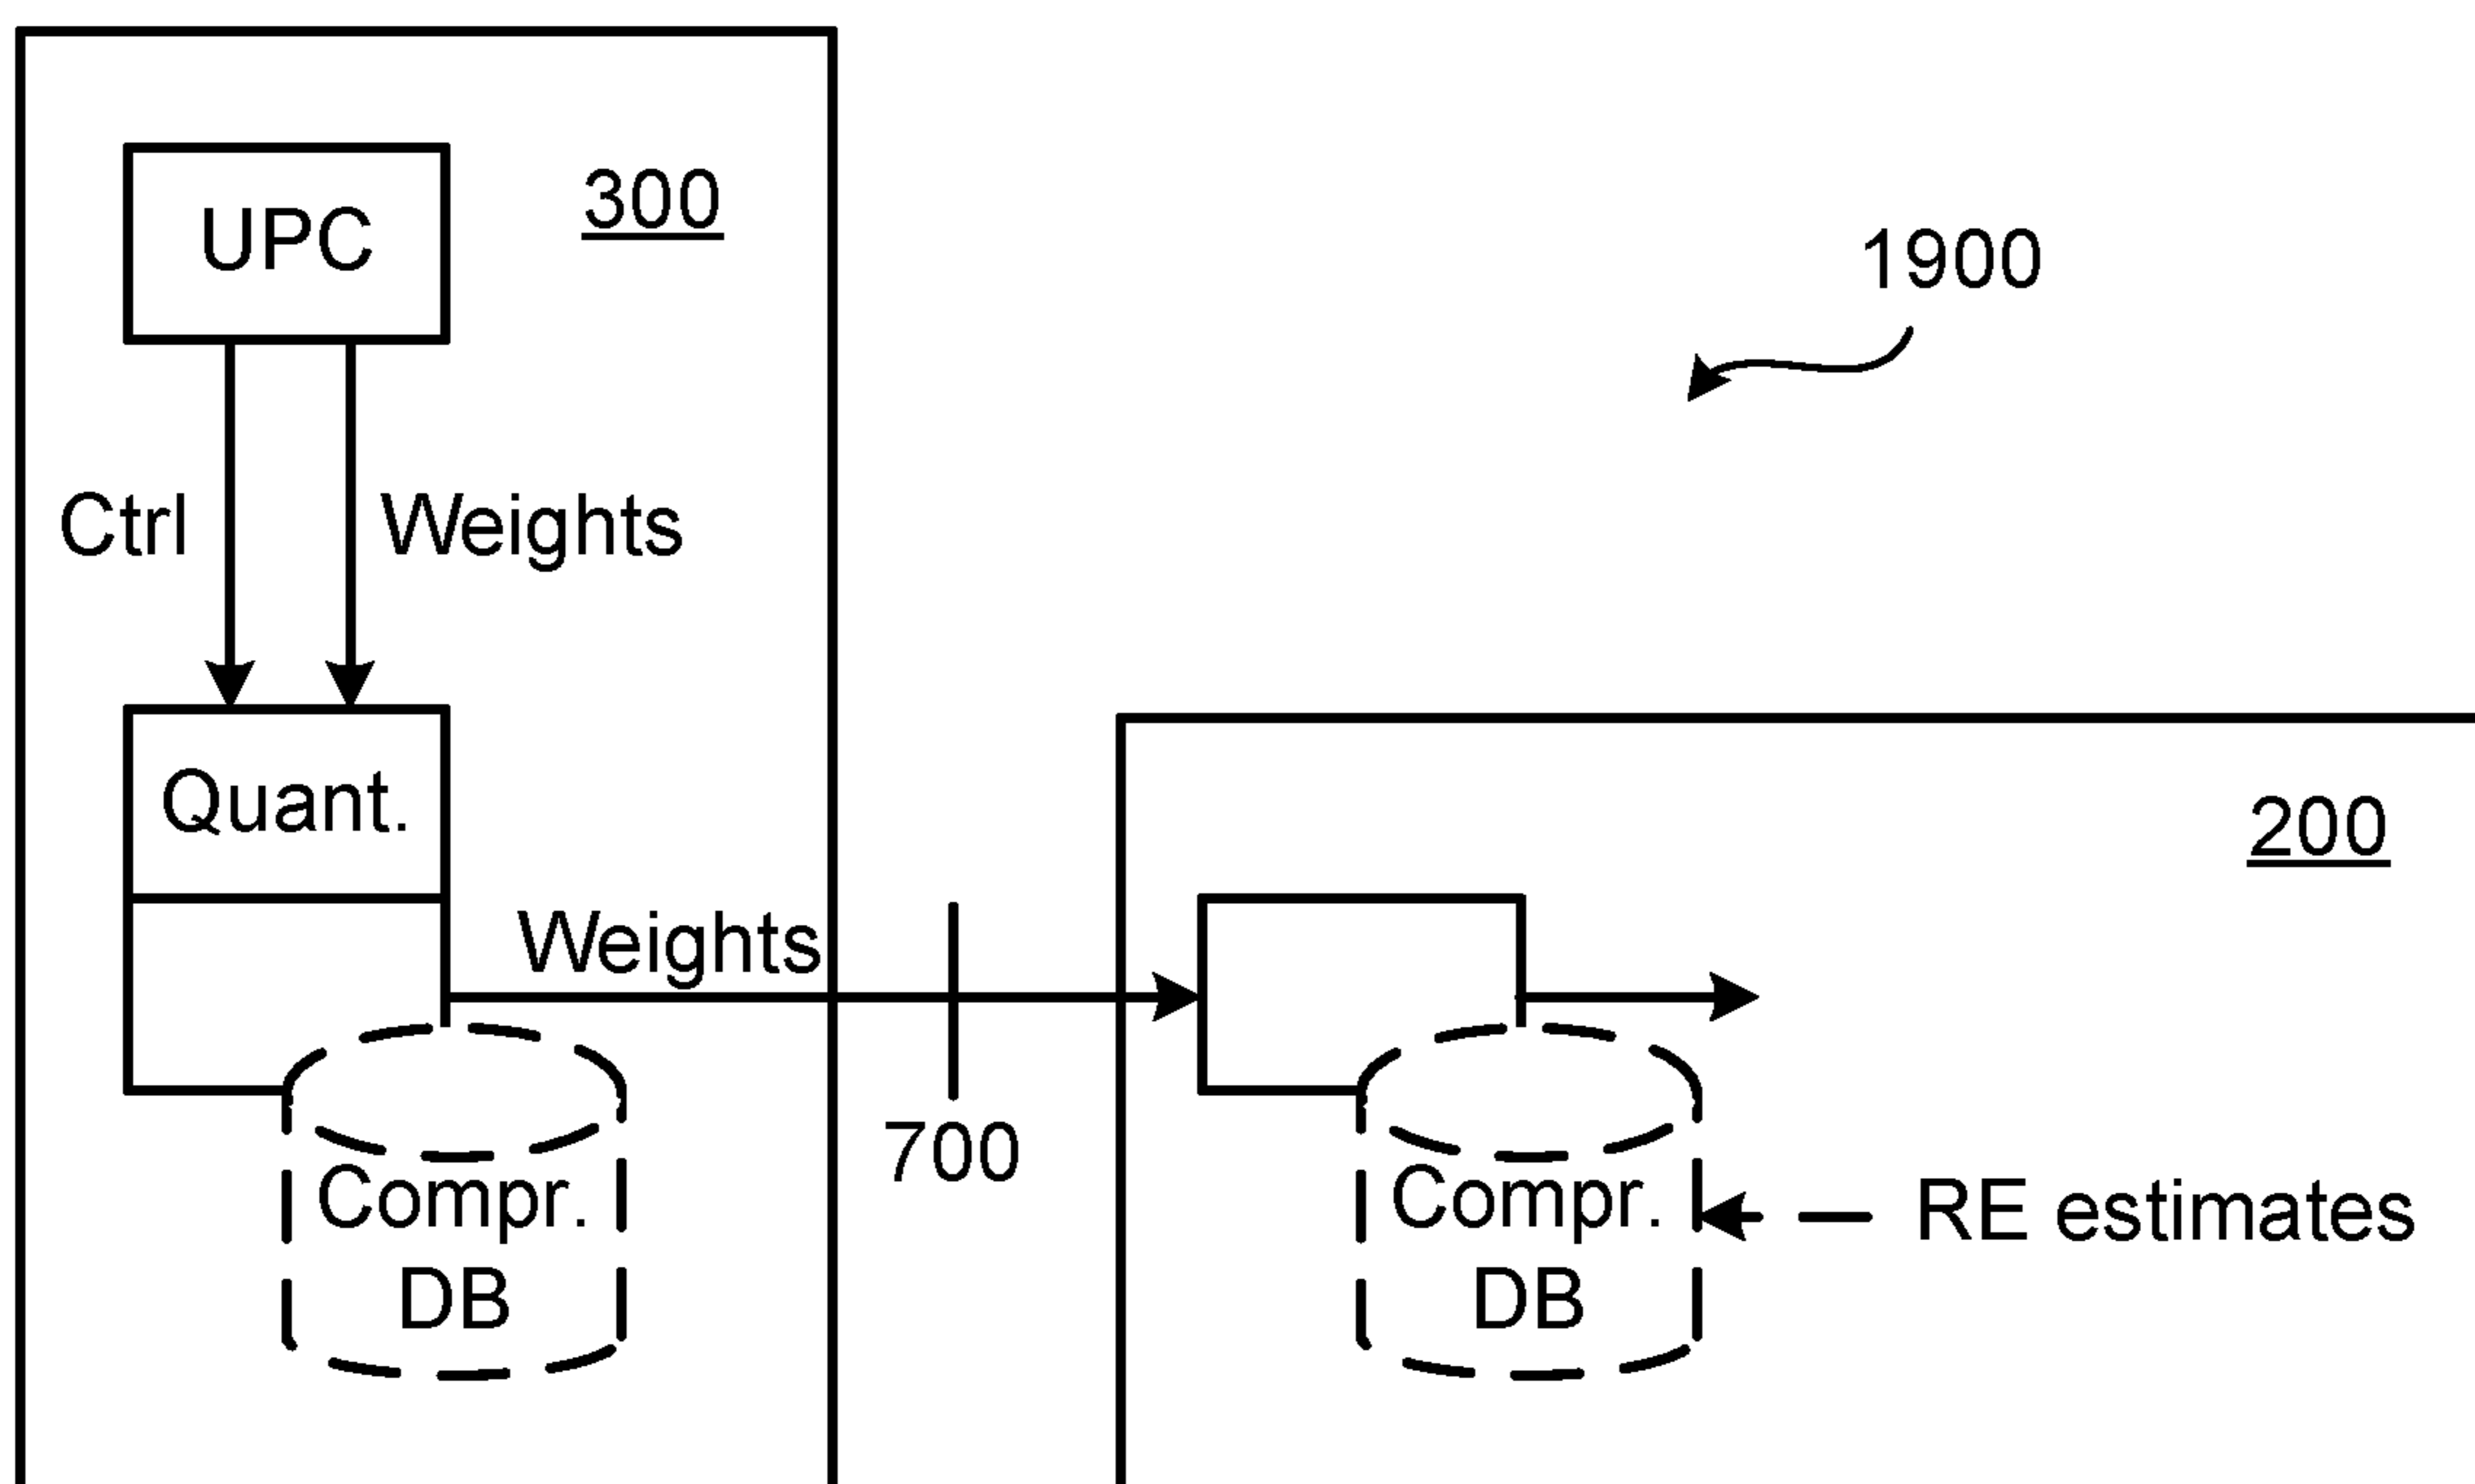 300
UPC
1900
Ctrl
Weights
Quant.
200
Weights
700
Compr.
DB
Compr.
DB
RE estimates